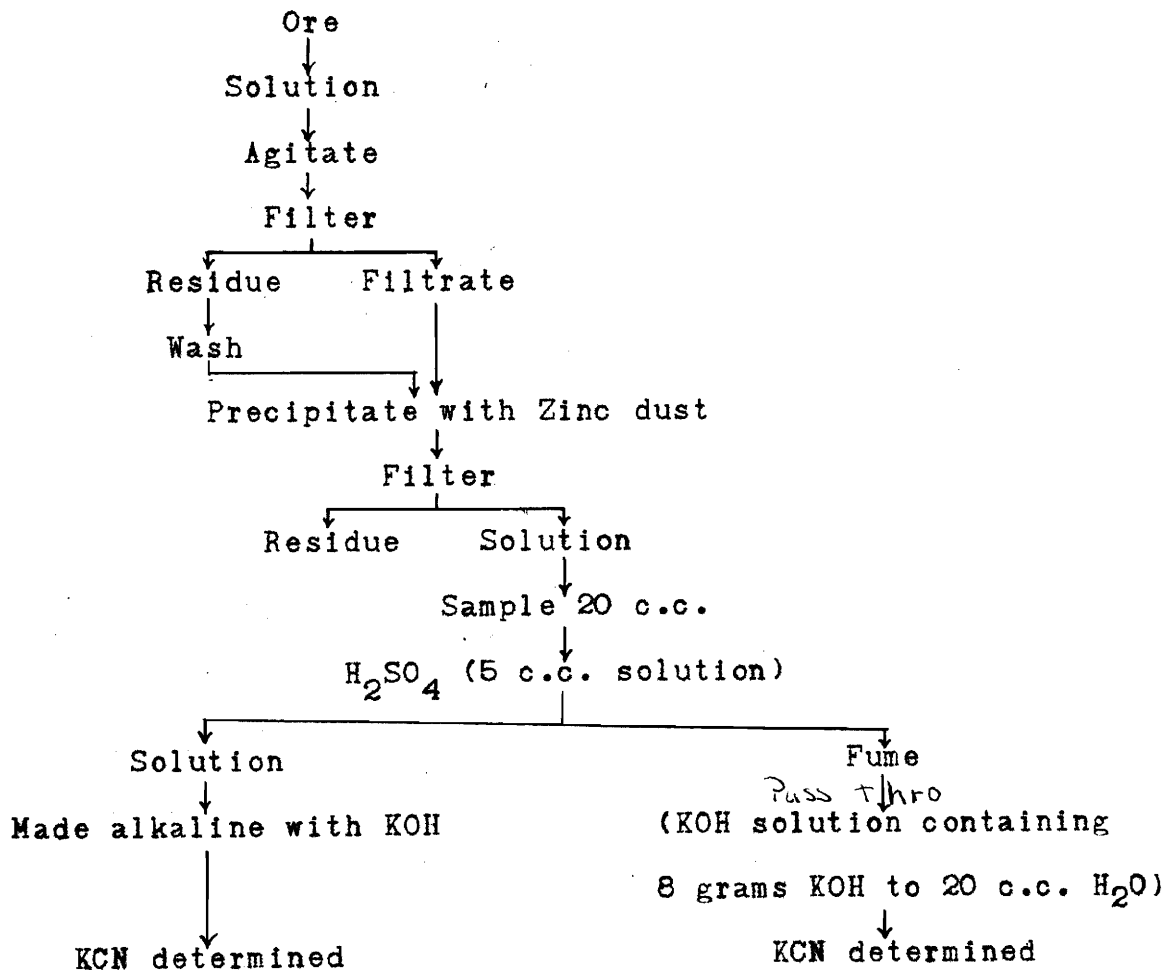 Ore
Solution
Agitate
Filter
Residue Filtrate
Wash
Precipitate with Zinc dust
Filter
Residue Solution
Sample 20 c.c.
H₂SO₄ (5 c.c. solution)
Solution Fume
Pass thro
Made alkaline with KOH (KOH solution containing
8 grams KOH to 20 c.c. H₂O)
KCN determined KCN determined